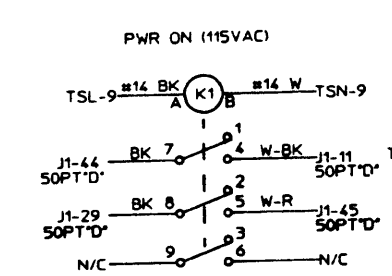 PWR ON (115VAC)
TSL-9 #14 BK A K1 B #14 W TSN-9
1
J1-44 BK 7 4 W-BK J1-11
50PT"D" 50PT"D"
2
J1-29 BK 8 5 W-R J1-45
50PT"D" 50PT"D"
3
N/C 9 6 N/C